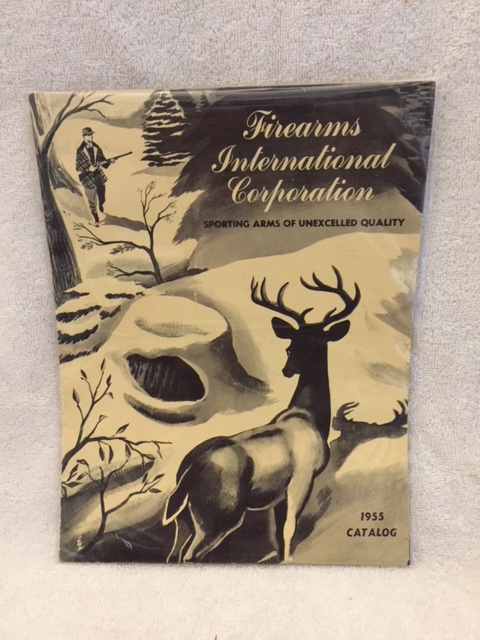 Firearms
International
Corporation
SPORTING ARMS OF UNEXCELLED QUALITY
1955
CATALOG